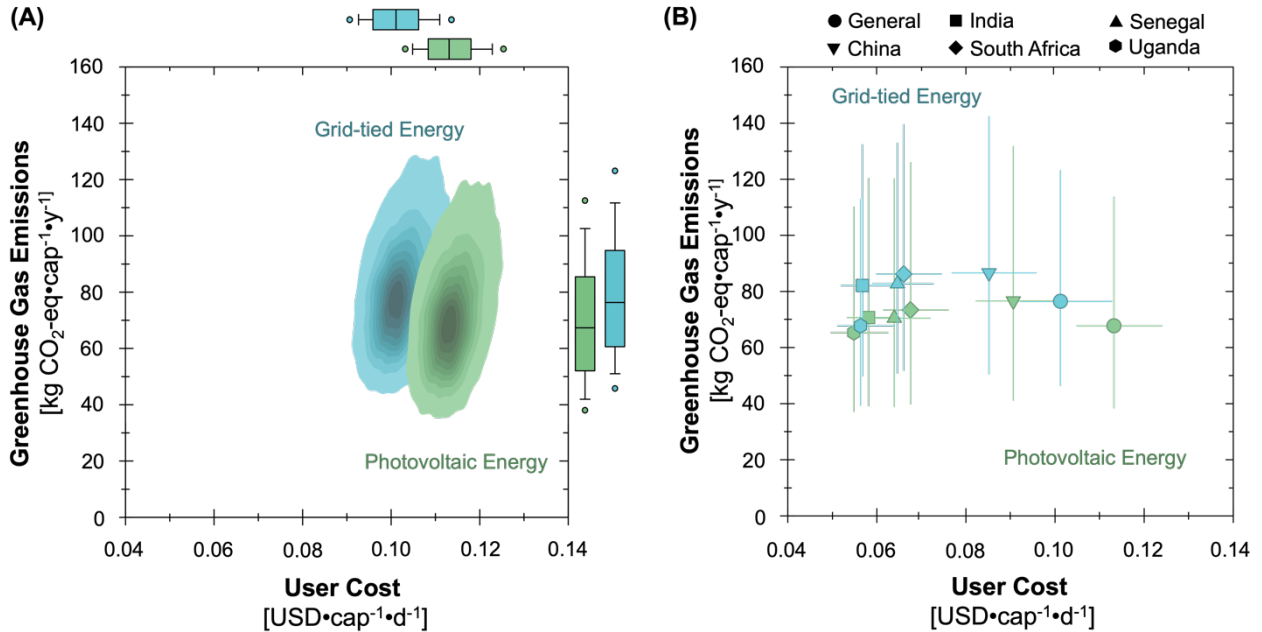 (A)
160
140
120
100
80
60
40
20
0
0.04 0.06 0.08 0.10 0.12 0.14
Greenhouse Gas Emissions
[kg CO₂-eq•cap⁻¹•y⁻¹]
Grid-tied Energy
Photovoltaic Energy
User Cost
[USD•cap⁻¹•d⁻¹]
(B)
General India Senegal
China South Africa Uganda
160
140
120
100
80
60
40
20
0
0.04 0.06 0.08 0.10 0.12 0.14
Greenhouse Gas Emissions
[kg CO₂-eq•cap⁻¹•y⁻¹]
Grid-tied Energy
Photovoltaic Energy
User Cost
[USD•cap⁻¹•d⁻¹]